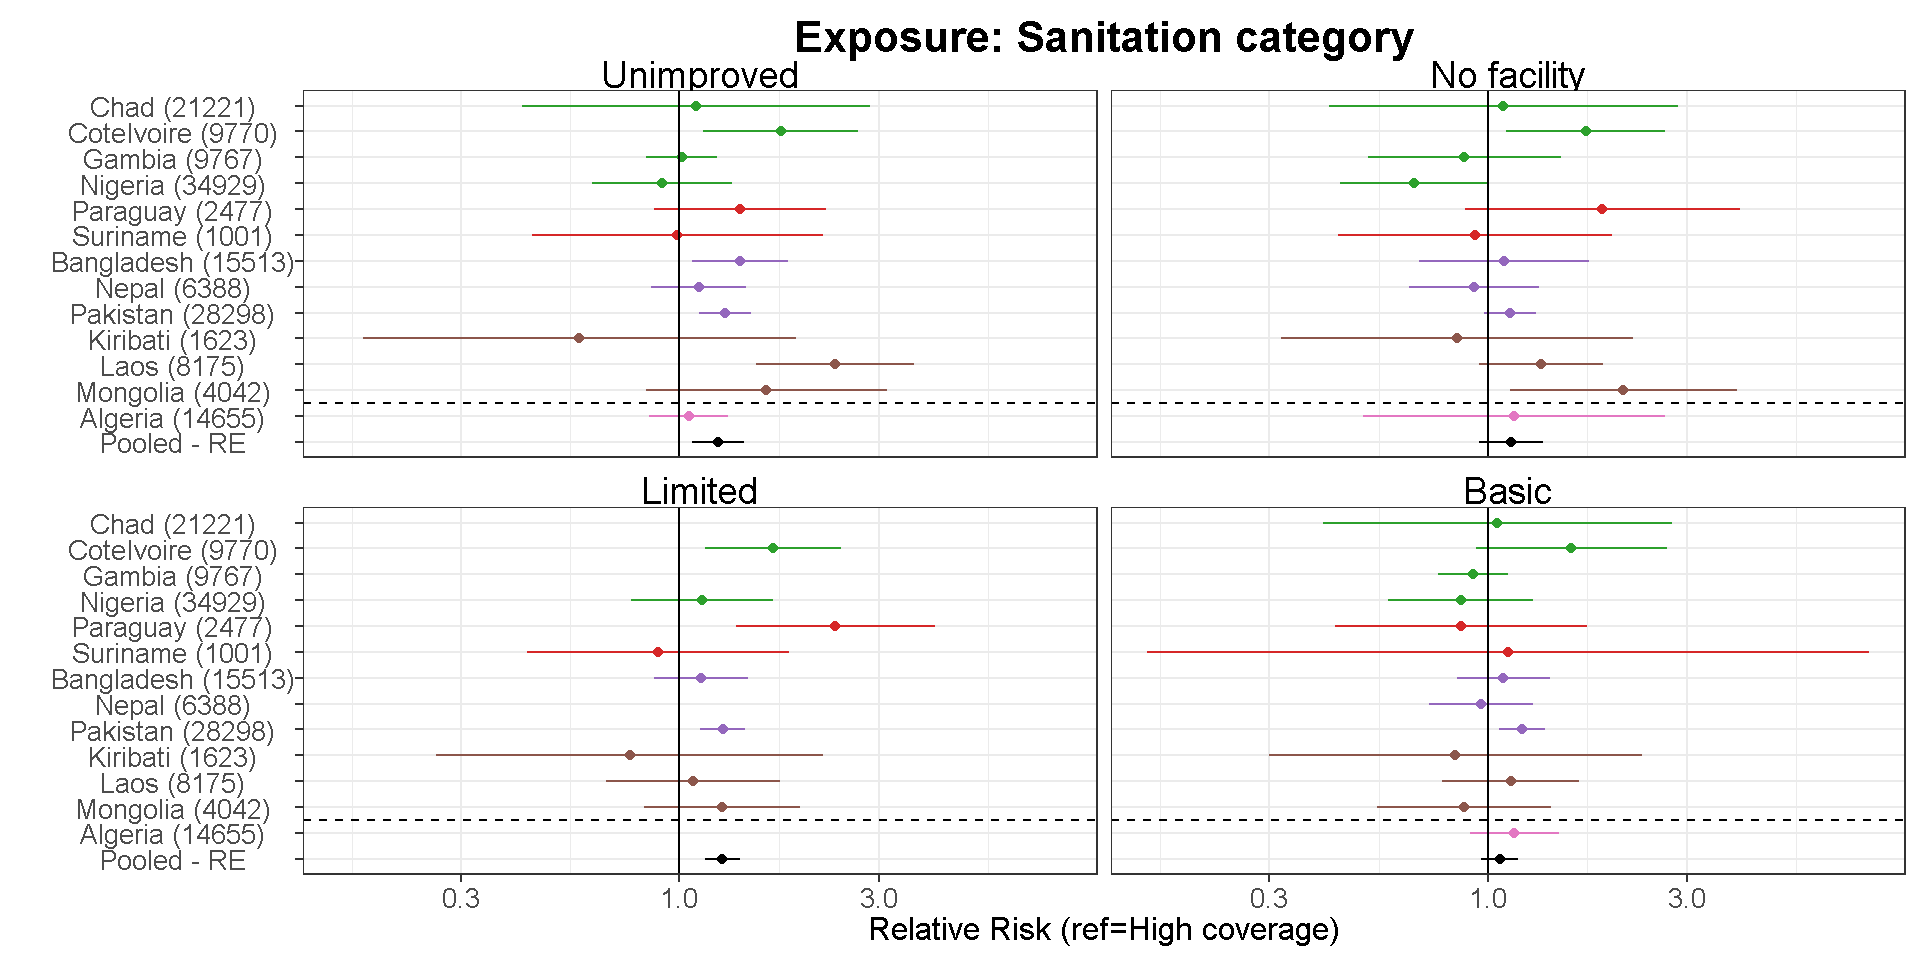 Exposure: Sanitation category
Unimproved
No facility
Chad (21221)
CoteIvoire (9770)
Gambia (9767)
Nigeria (34929)
Paraguay (2477)
Suriname (1001)
Bangladesh (15513)
Nepal (6388)
Pakistan (28298)
Kiribati (1623)
Laos (8175)
Mongolia (4042)
Algeria (14655)
Pooled - RE
Limited
Basic
Chad (21221)
CoteIvoire (9770)
Gambia (9767)
Nigeria (34929)
Paraguay (2477)
Suriname (1001)
Bangladesh (15513)
Nepal (6388)
Pakistan (28298)
Kiribati (1623)
Laos (8175)
Mongolia (4042)
Algeria (14655)
Pooled - RE
0.3 1.0 3.0
0.3 1.0 3.0
Relative Risk (ref=High coverage)